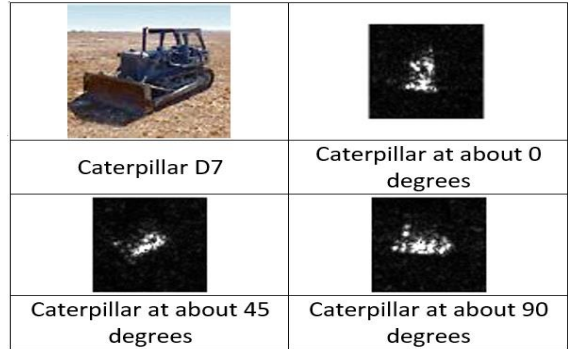 Caterpillar D7
Caterpillar at about 0
degrees
Caterpillar at about 45
degrees
Caterpillar at about 90
degrees